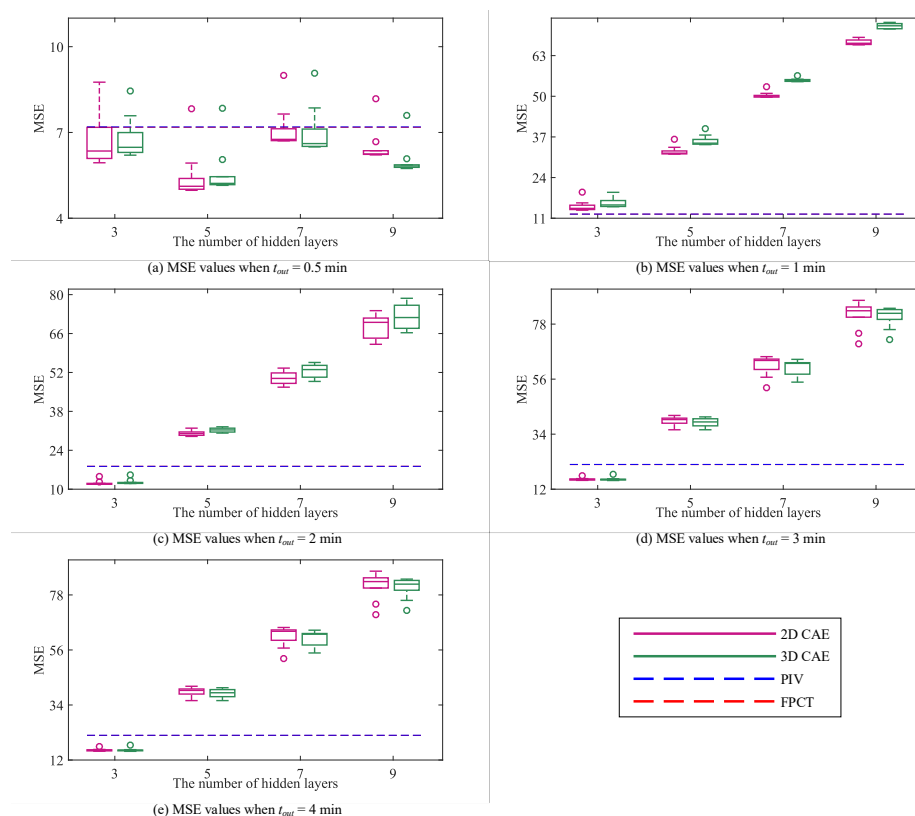 10
7
4
MSE
3 5 7 9
The number of hidden layers
(a) MSE values when t_out = 0.5 min
63
50
37
24
11
MSE
3 5 7 9
The number of hidden layers
(b) MSE values when t_out = 1 min
80
66
52
38
24
10
MSE
3 5 7 9
The number of hidden layers
(c) MSE values when t_out = 2 min
78
56
34
12
MSE
3 5 7 9
The number of hidden layers
(d) MSE values when t_out = 3 min
78
56
34
12
MSE
3 5 7 9
The number of hidden layers
(e) MSE values when t_out = 4 min
2D CAE
3D CAE
PIV
FPCT